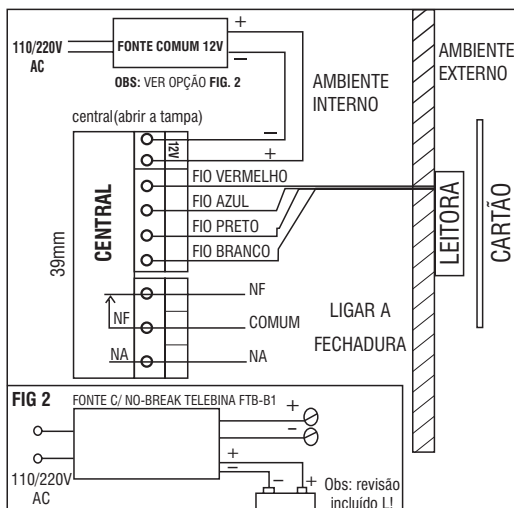 110/220V
AC
FONTE COMUM 12V
+
−
OBS: VER OPÇÃO FIG. 2
AMBIENTE
INTERNO
AMBIENTE
EXTERNO
central(abrir a tampa)
−
+
12V
CENTRAL
39mm
FIO VERMELHO
FIO AZUL
FIO PRETO
FIO BRANCO
LEITORA
CARTÃO
NF
NF
COMUM
NA
NA
LIGAR A
FECHADURA
FIG 2
FONTE C/ NO-BREAK TELEBINA FTB-B1
+
−
+
−
110/220V
AC
−
+
Obs: revisão
incluído L!